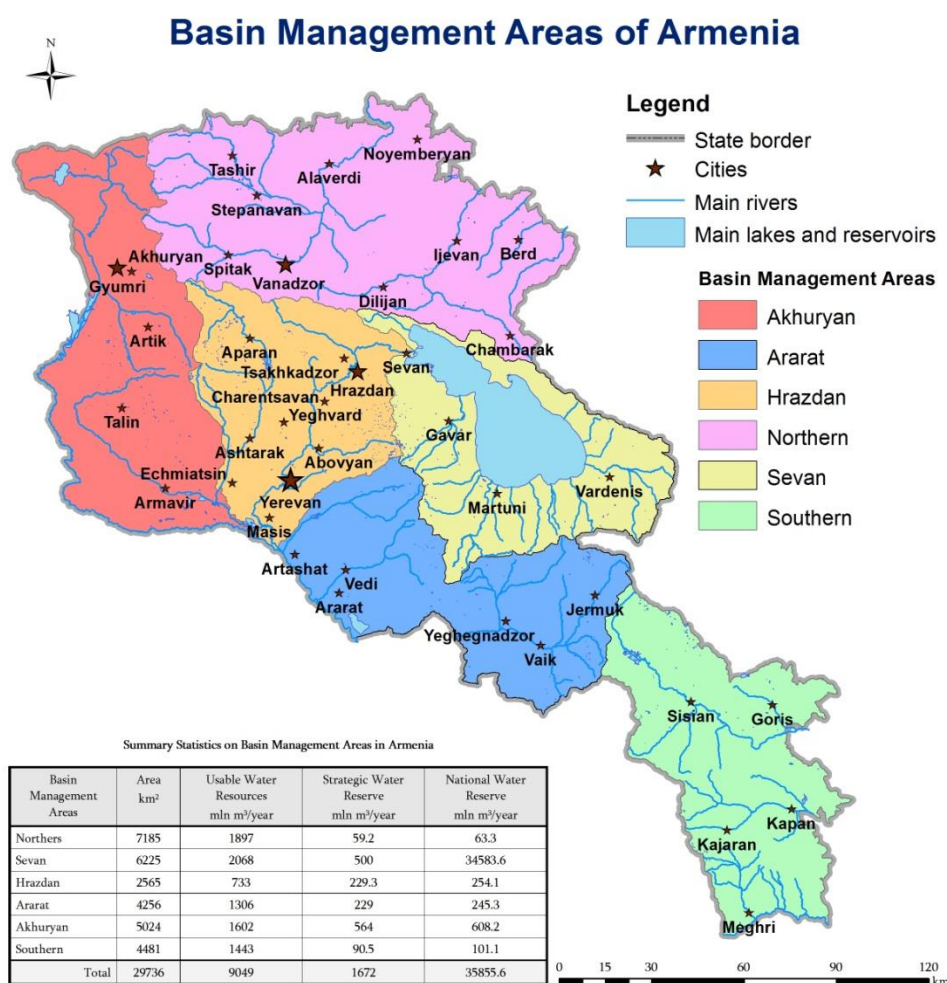 Basin Management Areas of Armenia
N
Legend
State border
Cities
Main rivers
Main lakes and reservoirs
Basin Management Areas
Akhuryan
Ararat
Hrazdan
Northern
Sevan
Southern
Noyemberyan
Tashir
Alaverdi
Stepanavan
Ijevan
Berd
Akhuryan
Spitak
Gyumri
Vanadzor
Dilijan
Artik
Aparan
Chambarak
Tsakhkadzor
Sevan
Hrazdan
Charentsavan
Talin
Yeghvard
Gavar
Ashtarak
Abovyan
Echmiatsin
Armavir
Yerevan
Martuni
Vardenis
Masis
Artashat
Vedi
Ararat
Jermuk
Yeghegnadzor
Vaik
Sisian
Goris
Kapan
Kajaran
Meghri
Summary Statistics on Basin Management Areas in Armenia
Basin Management Areas Area km² Usable Water Resources mln m³/year Strategic Water Reserve mln m³/year National Water Reserve mln m³/year
Northers 7185 1897 59.2 63.3
Sevan 6225 2068 500 34583.6
Hrazdan 2565 733 229.3 254.1
Ararat 4256 1306 229 245.3
Akhuryan 5024 1602 564 608.2
Southern 4481 1443 90.5 101.1
Total 29736 9049 1672 35855.6
0 15 30 60 90 120
km